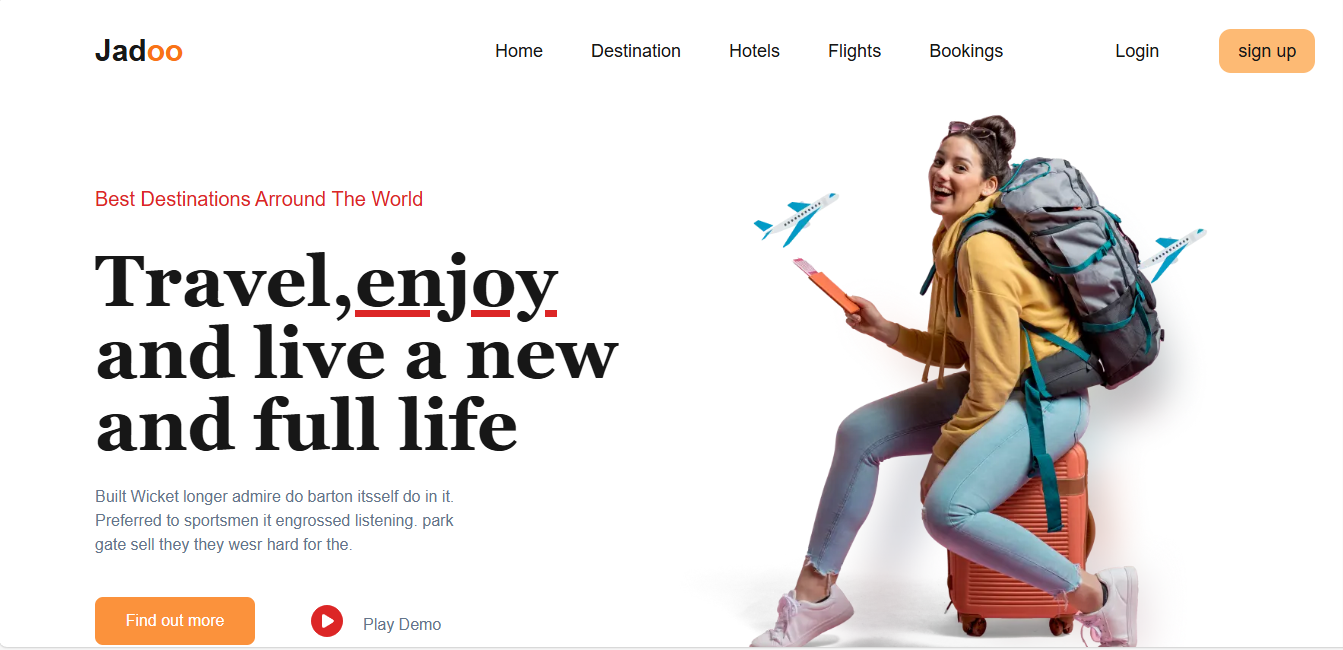 Jadoo
Home Destination Hotels Flights Bookings Login sign up
Best Destinations Arround The World
Travel,enjoy
and live a new
and full life
Built Wicket longer admire do barton itsself do in it.
Preferred to sportsmen it engrossed listening. park
gate sell they they wesr hard for the.
Find out more
Play Demo